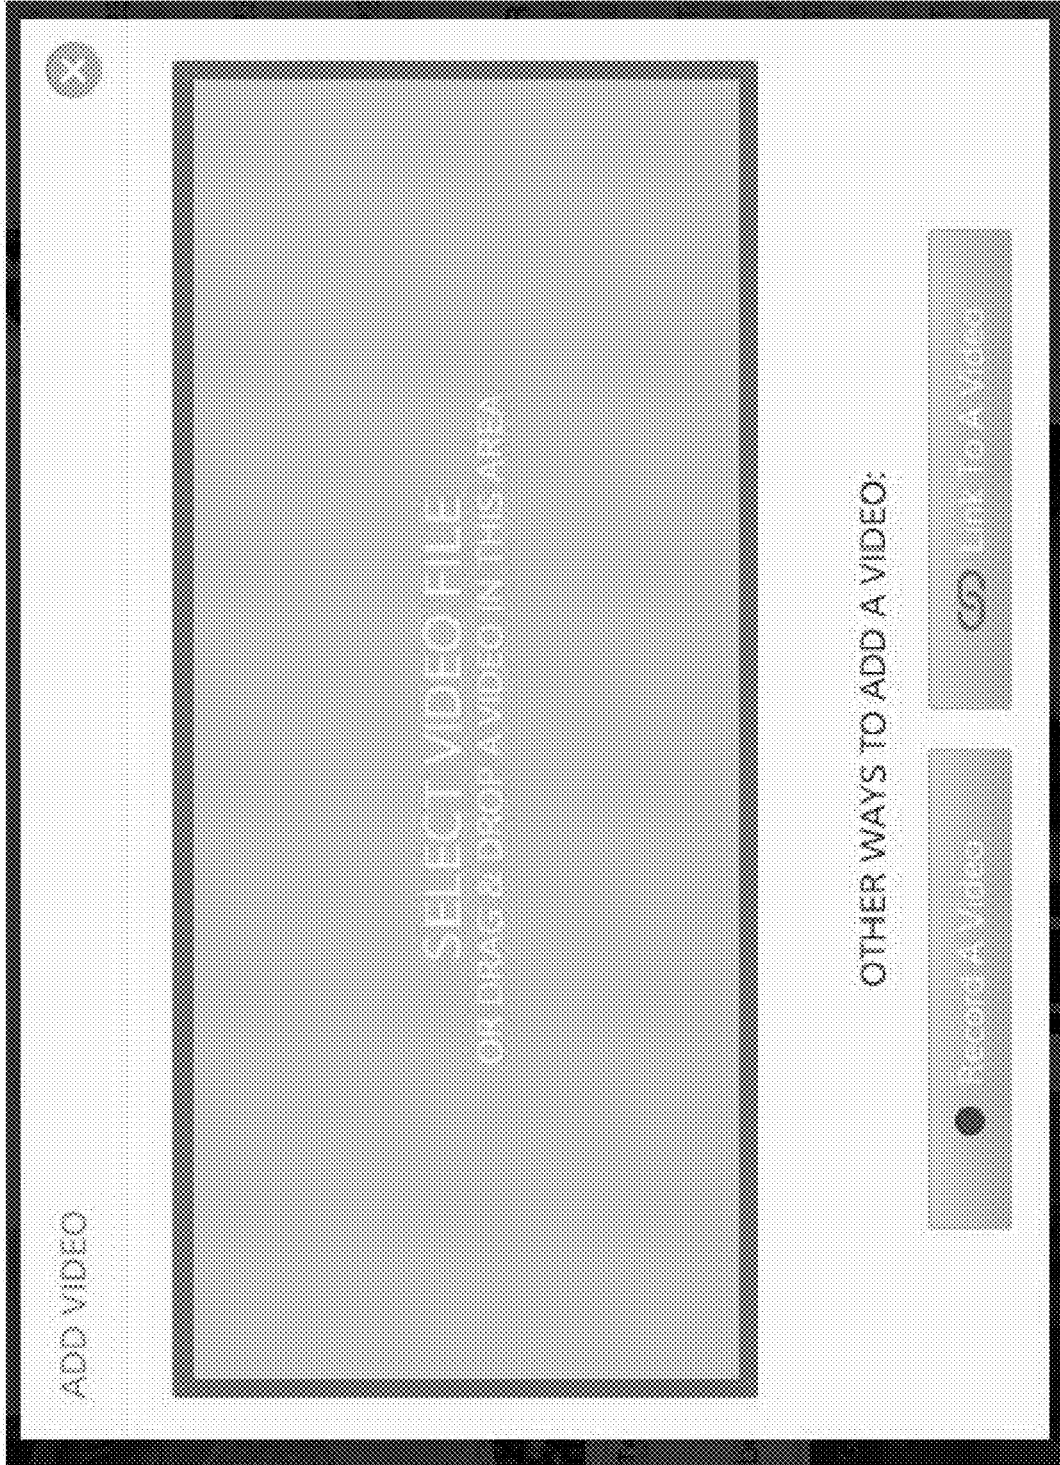 ADD VIDEO
SELECT VIDEO FILE
OR DRAG & DROP A VIDEO IN THIS AREA
OTHER WAYS TO ADD A VIDEO:
Record A Video
Link To A Video